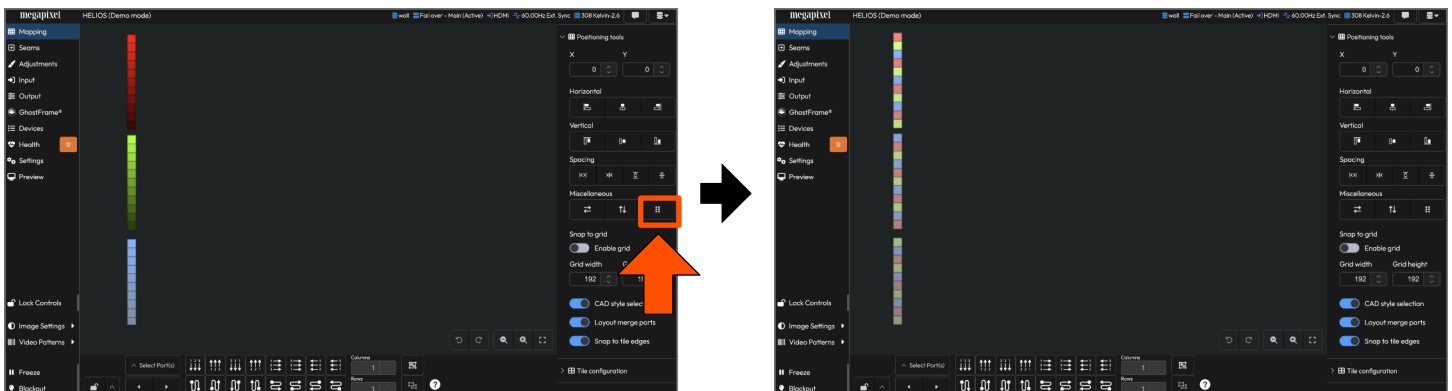 megapixel HELIOS (Demo mode) wall Failover - Main (Active) HDMI 60.00Hz Ext. Sync 308 Kelvin-2.6
Mapping
Seams
Adjustments
Input
Output
GhostFrame®
Devices
Health
Settings
Preview
Lock Controls
Image Settings
Video Patterns
Freeze
Blackout
Positioning tools
X Y
0 0
Horizontal
Vertical
Spacing
Miscellaneous
Snap to grid
Enable grid
Grid width
192
CAD style selec
Layout merge ports
Snap to tile edges
Tile configuration
Select Port(s)
Columns
1
Rows
1
megapixel HELIOS (Demo mode) wall Failover - Main (Active) HDMI 60.00Hz Ext. Sync 308 Kelvin-2.6
Mapping
Seams
Adjustments
Input
Output
GhostFrame®
Devices
Health
Settings
Preview
Lock Controls
Image Settings
Video Patterns
Freeze
Blackout
Positioning tools
X Y
0 0
Horizontal
Vertical
Spacing
Miscellaneous
Snap to grid
Enable grid
Grid width Grid height
192 192
CAD style selection
Layout merge ports
Snap to tile edges
Tile configuration
Select Port(s)
Columns
1
Rows
1